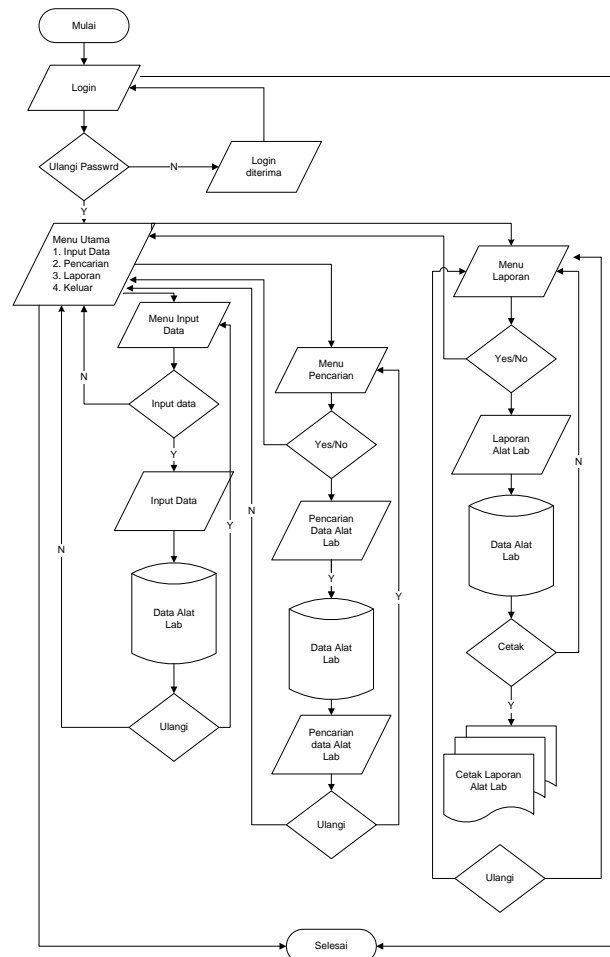 Mulai
Login
Ulangi Passwrd
N
Login
diterima
Y
Menu Utama
1. Input Data
2. Pencarian
3. Laporan
4. Keluar
Menu Input
Data
N
Input data
Y
Input Data
N
Y
Data Alat
Lab
Ulangi
Menu
Pencarian
Yes/No
N
Pencarian
Data Alat
Lab
Y
Y
Data Alat
Lab
Pencarian
data Alat
Lab
Ulangi
Menu
Laporan
Yes/No
Laporan
Alat Lab
N
Data Alat
Lab
Cetak
Y
Cetak Laporan
Alat Lab
Ulangi
Selesai